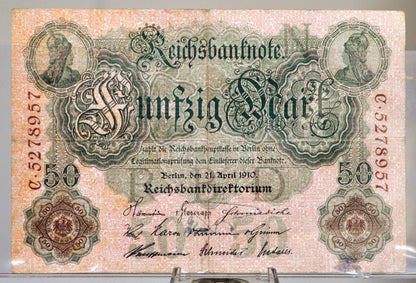 Reichsbanknote
Fünfzig Mark
zahlt die Reichsbankhauptkasse in Berlin ohne
Legitimationsprüfung dem Einlieferer dieser Banknote.
Berlin, den 21. April 1910.
Reichsbankdirektorium
50
50
C·5278957
C·5278957